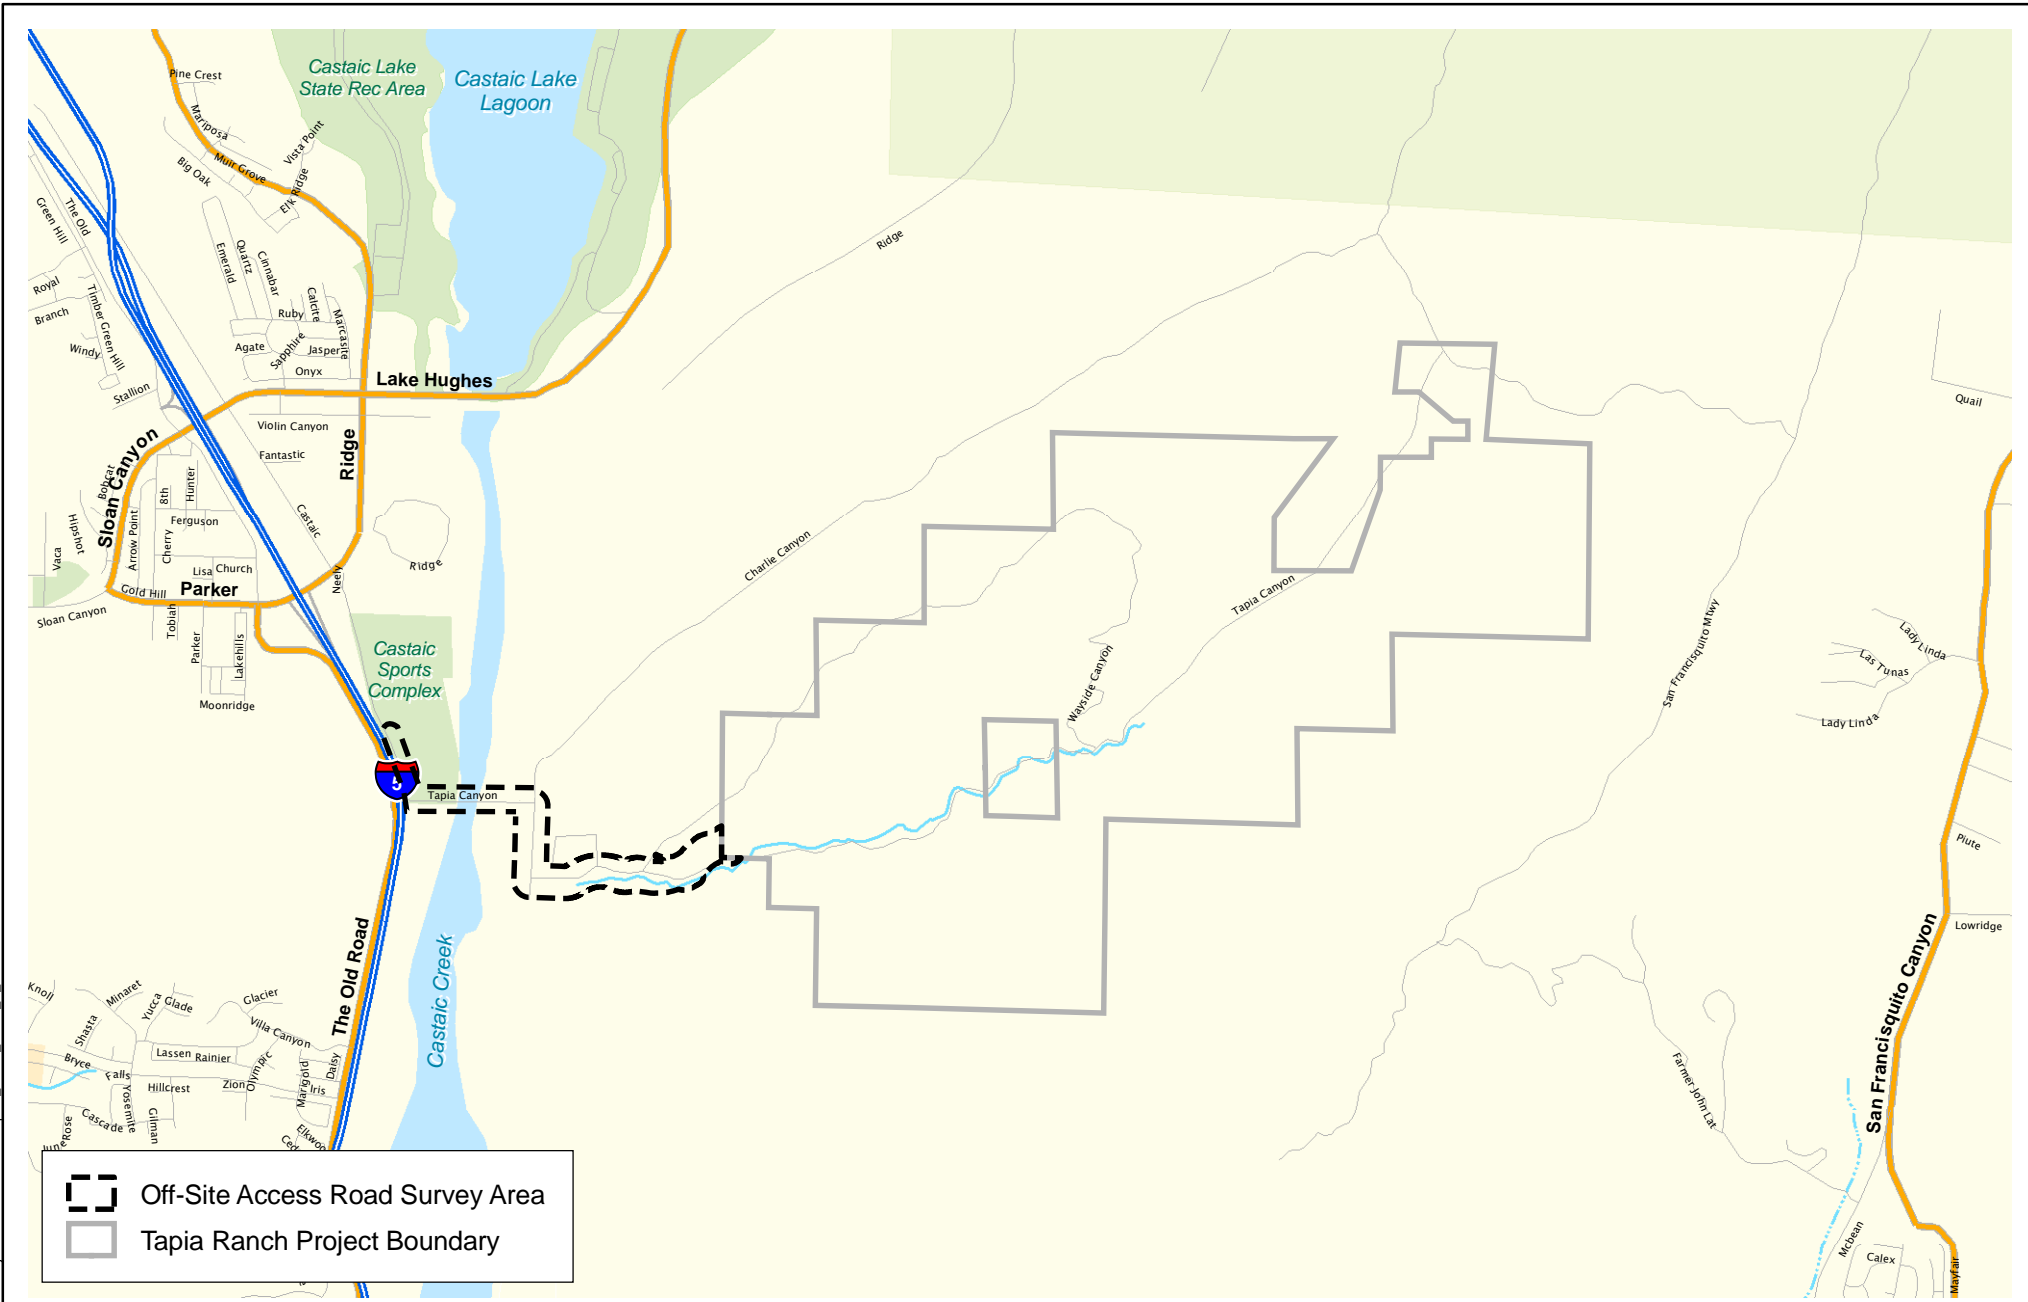 Pine Crest
Castaic Lake
State Rec Area
Castaic Lake
Lagoon
Mariposa
Vista Point
Big Oak
Muir Grove
Elk Ridge
Green Hill
The Old
Ridge
Emerald
Quartz
Cinnabar
Royal
Branch
Timber Green Hill
Calcite
Marcasite
Ruby
Agate
Sapphire
Jasper
Windy
Onyx
Lake Hughes
Stallion
Quail
Violin Canyon
Fantastic
Sloan Canyon
Ridge
Bobcat
8th
Hunter
Castaic
Hipshot
Arrow Point
Ferguson
Vaca
Cherry
Lisa
Church
Neely
Ridge
Charlie Canyon
Tapia Canyon
Gold Hill
Parker
Sloan Canyon
Tobiah
Parker
Lakehills
Moonridge
Castaic
Sports
Complex
Wayside Canyon
San Francisquito Mtwy
Lady Linda
Las Tunas
Lady Linda
5
Tapia Canyon
Piute
Lowridge
The Old Road
Castaic Creek
San Francisquito Canyon
Knoll
Minaret
Yucca
Glade
Glacier
Shasta
Villa Canyon
Lassen
Rainier
Olympic
Daisy
Bryce
Falls
Hillcrest
Zion
Marigold
Iris
Yosemite
Gilman
Cascade
June
Rose
Farmer John Lat
Mcbean
Calex
Mayfair
Off-Site Access Road Survey Area
Tapia Ranch Project Boundary